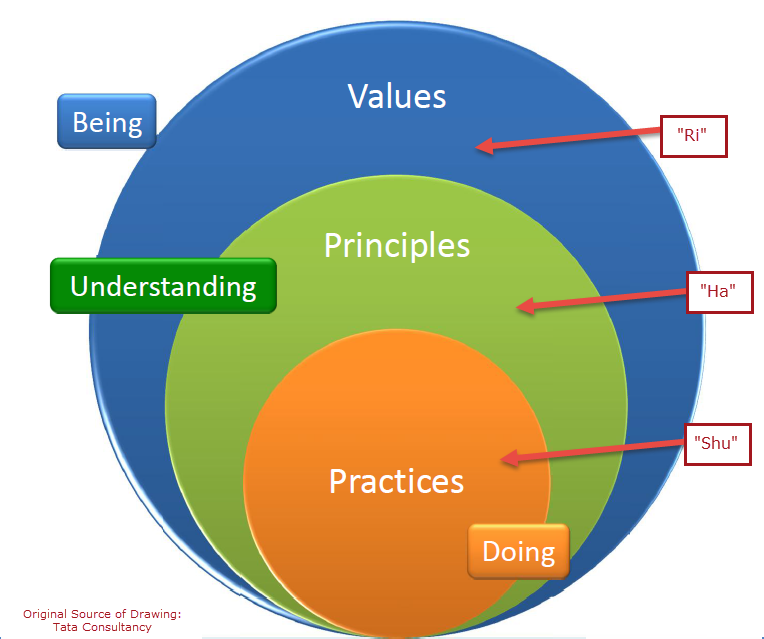 Values
Being
"Ri"
Principles
Understanding
"Ha"
"Shu"
Practices
Doing
Original Source of Drawing:
Tata Consultancy